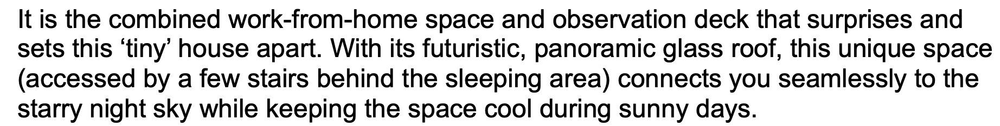 It is the combined work-from-home space and observation deck that surprises and
sets this ‘tiny’ house apart. With its futuristic, panoramic glass roof, this unique space
(accessed by a few stairs behind the sleeping area) connects you seamlessly to the
starry night sky while keeping the space cool during sunny days.